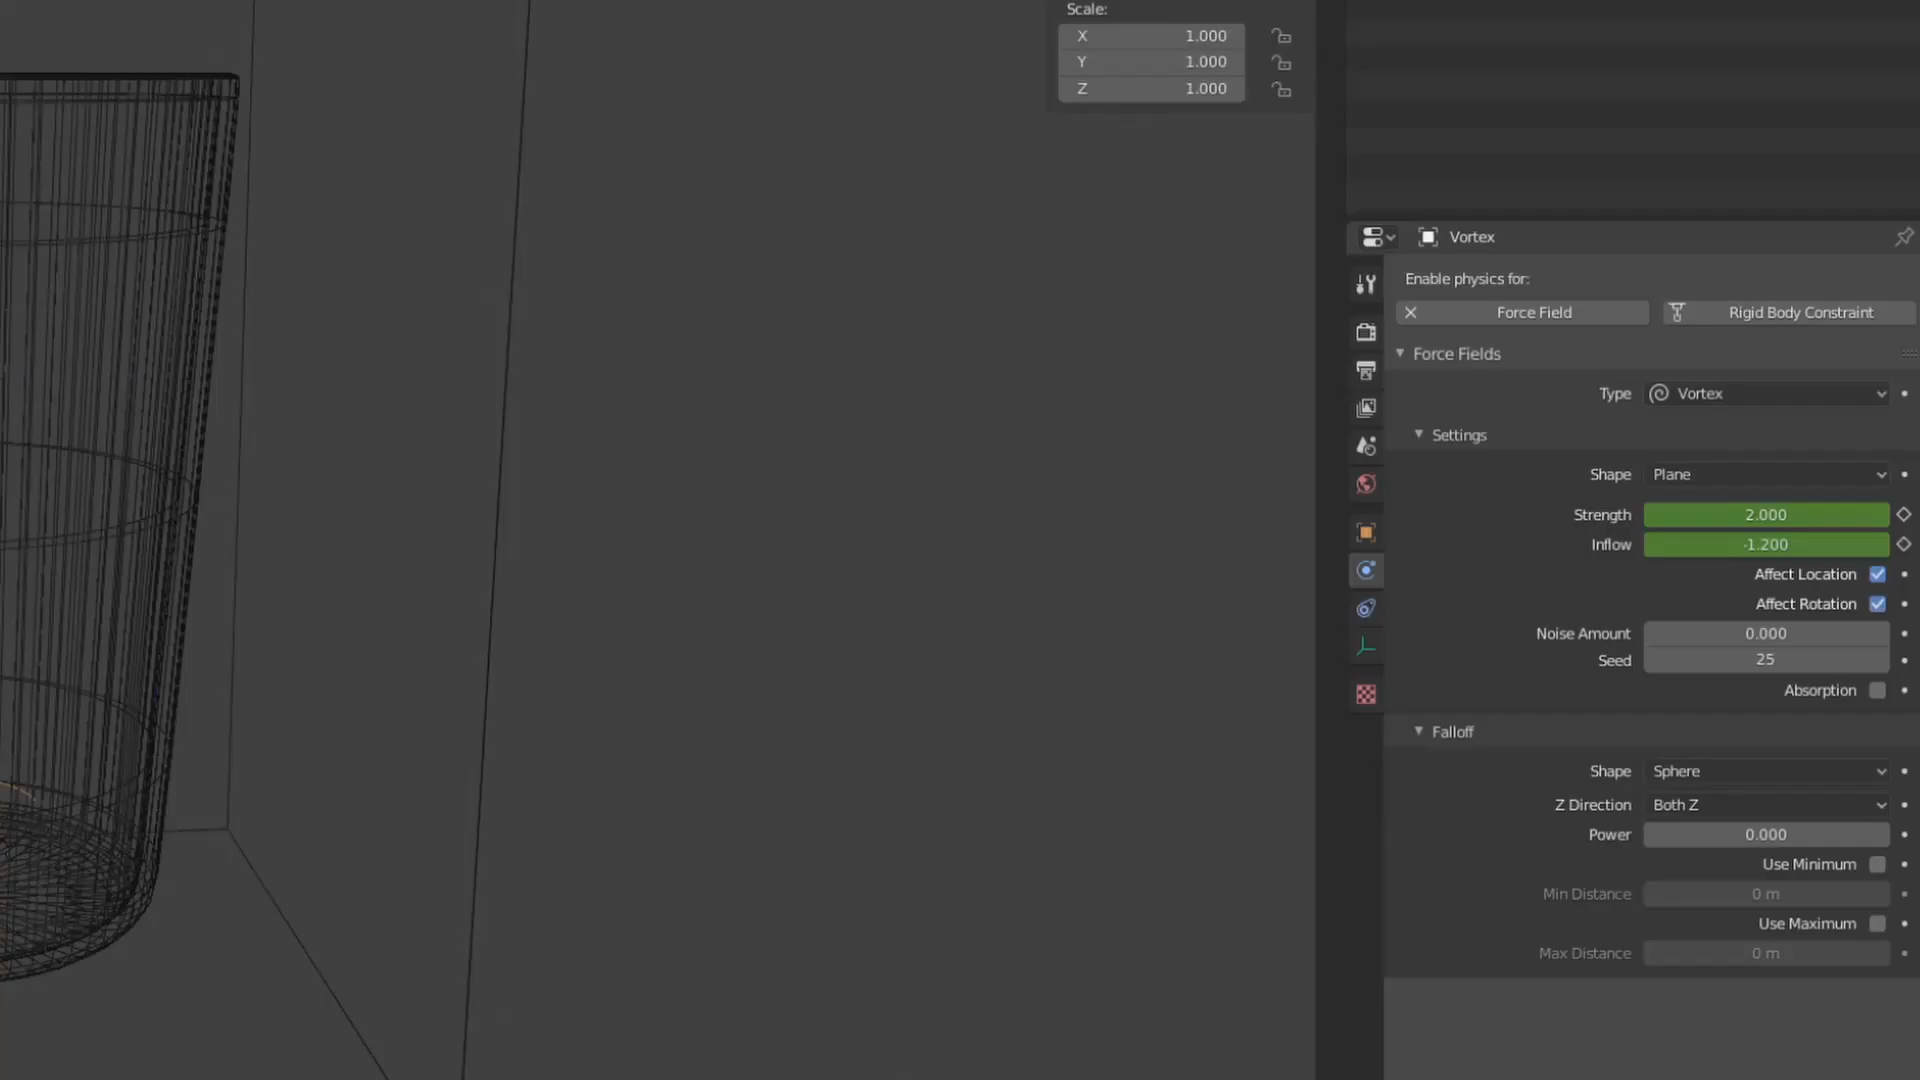 Scale:
X 1.000
Y 1.000
Z 1.000
Vortex
Enable physics for:
Force Field
Rigid Body Constraint
Force Fields
Type Vortex
Settings
Shape Plane
Strength 2.000
Inflow -1.200
Affect Location
Affect Rotation
Noise Amount 0.000
Seed 25
Absorption
Falloff
Shape Sphere
Z Direction Both Z
Power 0.000
Use Minimum
Min Distance 0 m
Use Maximum
Max Distance 0 m